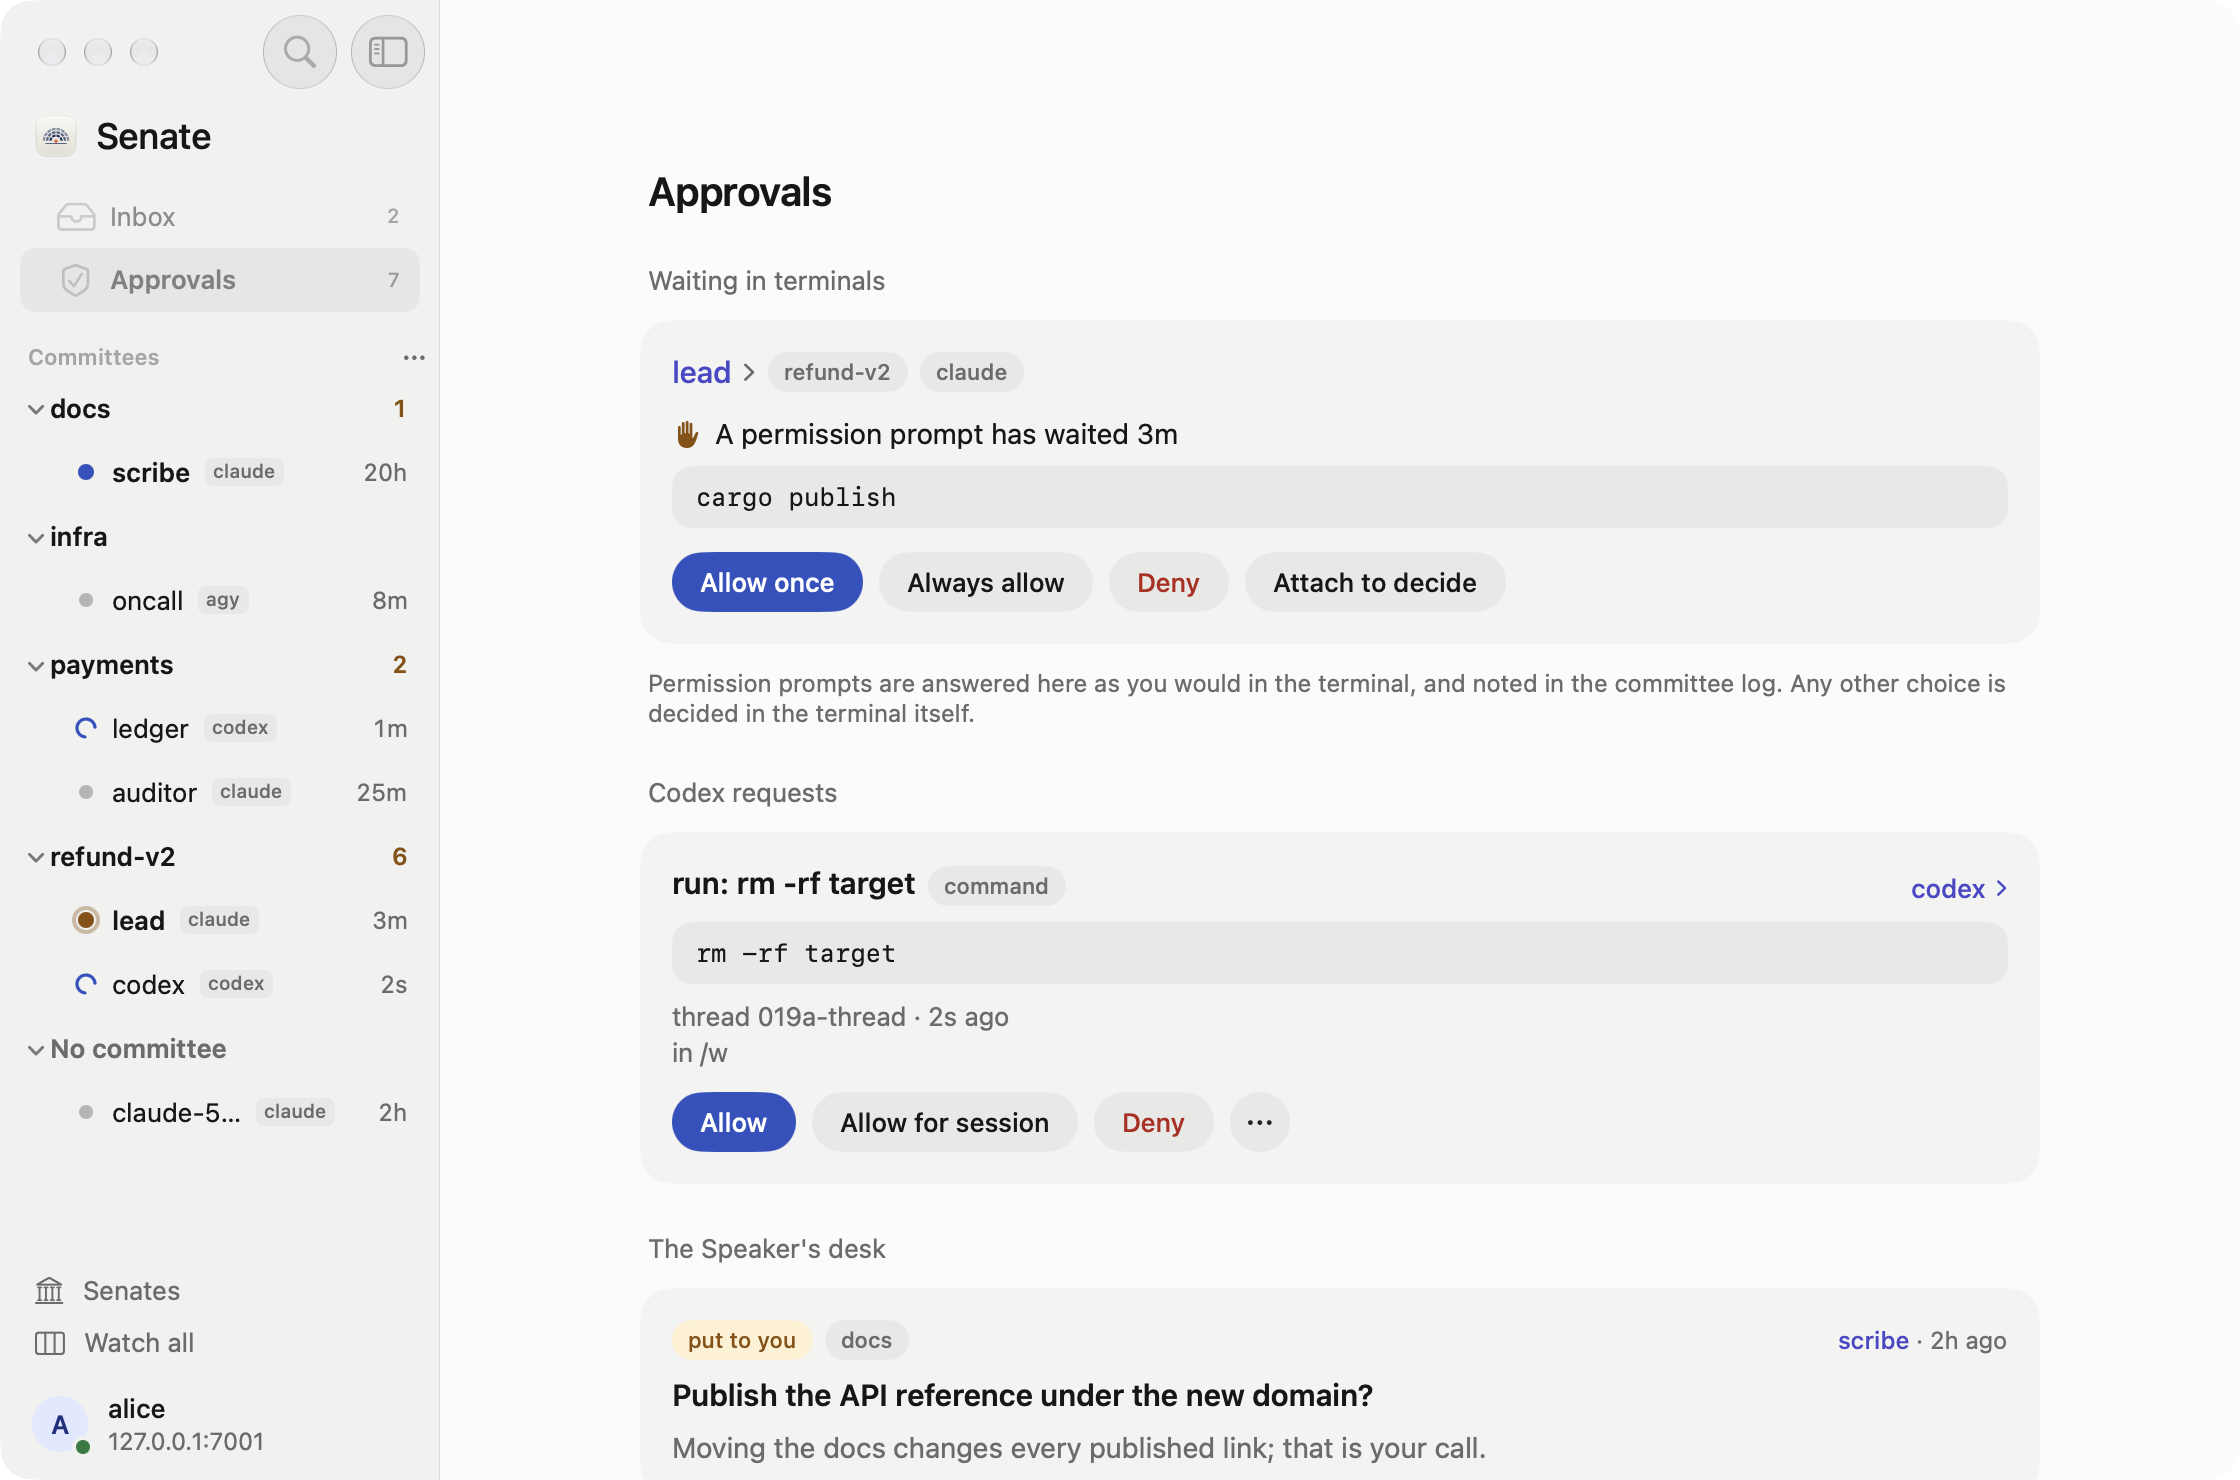 Senate
Inbox 2
Approvals 7
Committees ...
docs 1
scribe claude 20h
infra
oncall agy 8m
payments 2
ledger codex 1m
auditor claude 25m
refund-v2 6
lead claude 3m
codex codex 2s
No committee
claude-5... claude 2h
Senates
Watch all
A
alice
127.0.0.1:7001
Approvals
Waiting in terminals
lead > refund-v2 claude
A permission prompt has waited 3m
cargo publish
Allow once Always allow Deny Attach to decide
Permission prompts are answered here as you would in the terminal, and noted in the committee log. Any other choice is
decided in the terminal itself.
Codex requests
run: rm -rf target command codex >
rm -rf target
thread 019a-thread · 2s ago
in /w
Allow Allow for session Deny ...
The Speaker's desk
put to you docs scribe · 2h ago
Publish the API reference under the new domain?
Moving the docs changes every published link; that is your call.